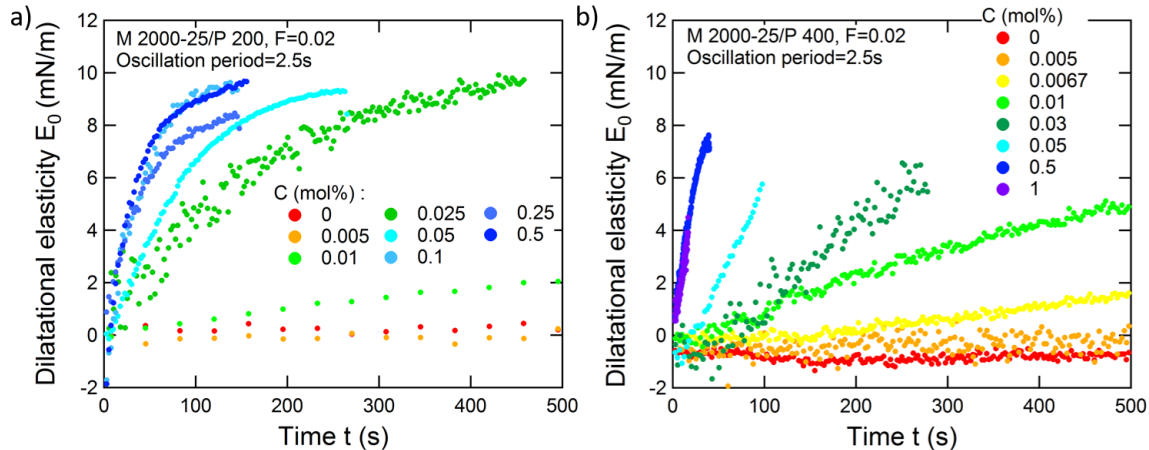 a)
Dilatational elasticity E0 (mN/m)
12
10
8
6
4
2
0
-2
M 2000-25/P 200, F=0.02
Oscillation period=2.5s
C (mol%) :
0 0.025 0.25
0.005 0.05 0.5
0.01 0.1
0 100 200 300 400 500
Time t (s)
b)
Dilatational elasticity E0 (mN/m)
12
10
8
6
4
2
0
-2
M 2000-25/P 400, F=0.02
Oscillation period=2.5s
C (mol%)
0
0.005
0.0067
0.01
0.03
0.05
0.5
1
0 100 200 300 400 500
Time t (s)